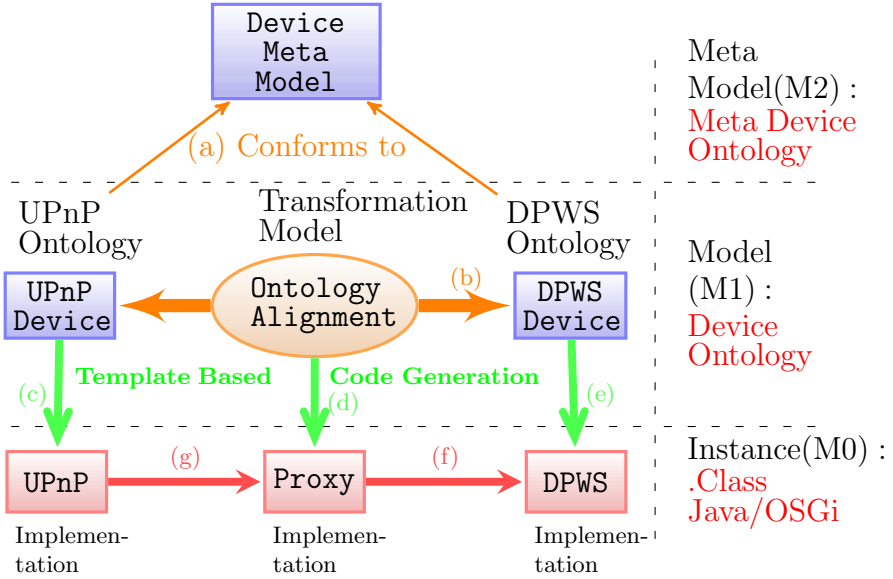 Device
Meta
Model
(a) Conforms to
Meta
Model(M2) :
Meta Device
Ontology
UPnP
Ontology
Transformation
Model
DPWS
Ontology
UPnP
Device
Ontology
Alignment
(b)
DPWS
Device
Model
(M1) :
Device
Ontology
(c)
Template Based
Code Generation
(d)
(e)
UPnP
(g)
Proxy
(f)
DPWS
Instance(M0) :
.Class
Java/OSGi
Implemen-
tation
Implemen-
tation
Implemen-
tation